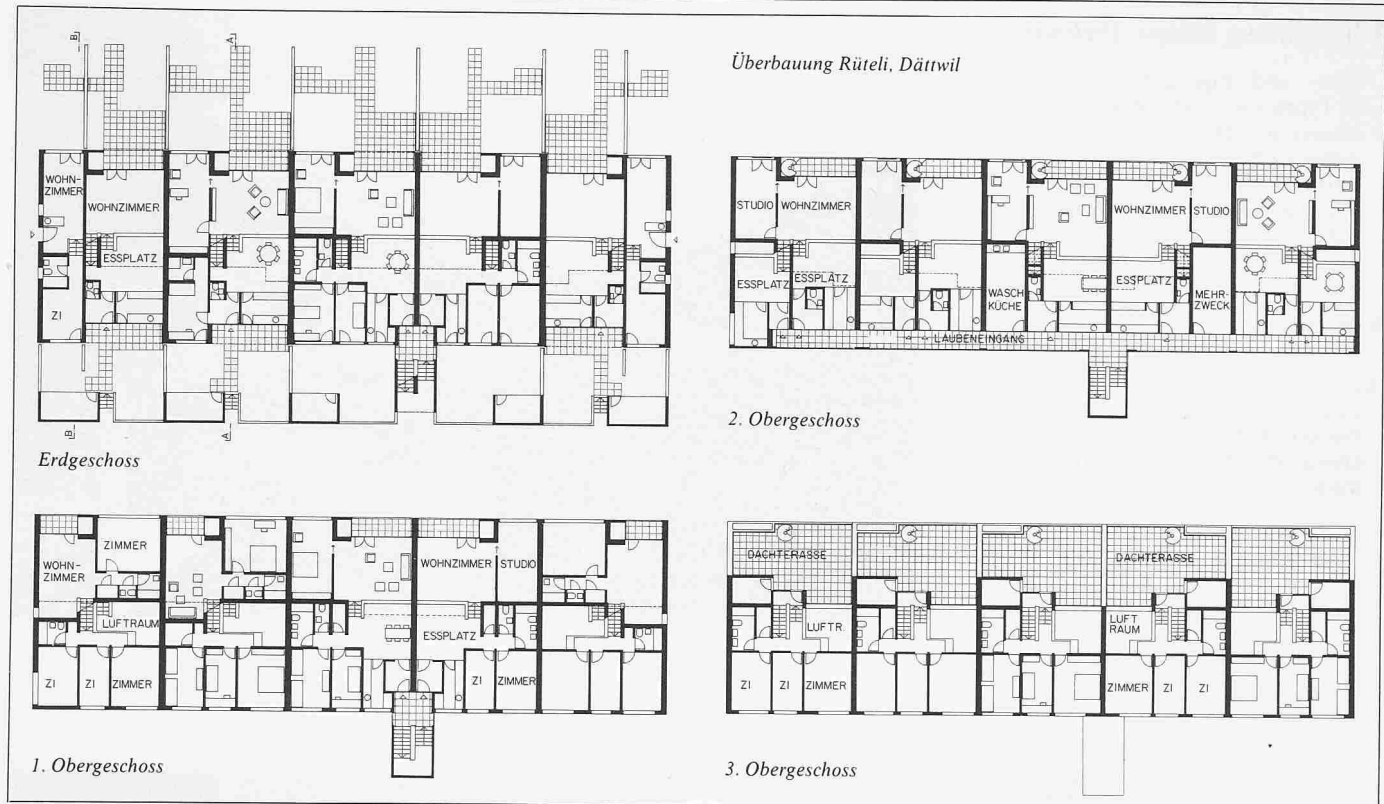 Überbauung Rüteli, Dättwil
B
A
WOHN-
ZIMMER
WOHNZIMMER
ESSPLATZ
ZI
B
A
Erdgeschoss
STUDIO
WOHNZIMMER
WOHNZIMMER
STUDIO
ESSPLATZ
ESSPLATZ
WASCH
KÜCHE
ESSPLATZ
MEHR-
ZWECK
LAUBENEINGANG
2. Obergeschoss
WOHN-
ZIMMER
ZIMMER
WOHNZIMMER
STUDIO
LUFTRAUM
ESSPLATZ
ZI
ZI
ZIMMER
ZI
ZIMMER
1. Obergeschoss
DACHTERASSE
DACHTERASSE
LUFTR.
LUFT
RAUM
ZI
ZI
ZIMMER
ZIMMER
ZI
ZI
3. Obergeschoss